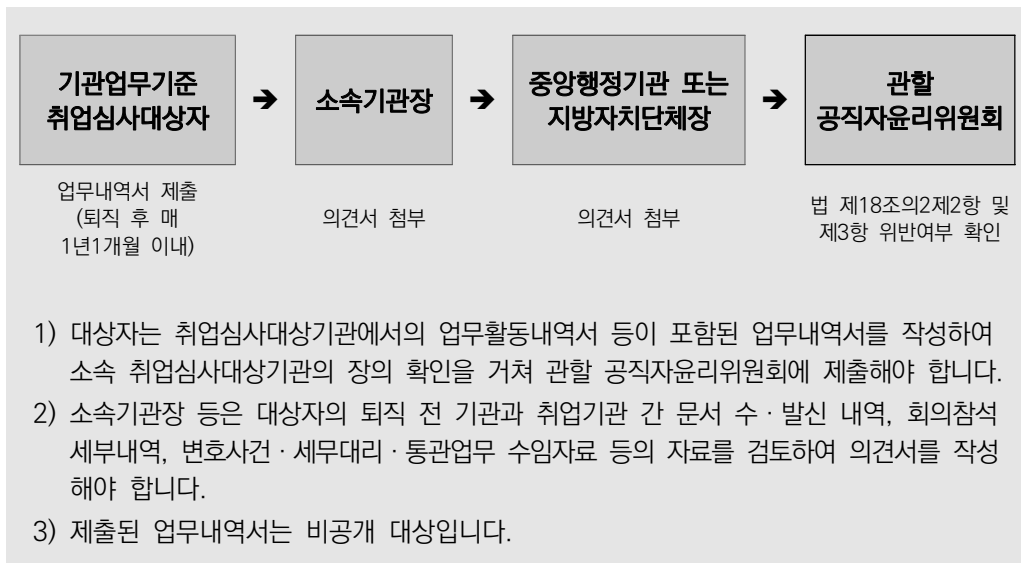 기관업무기준
취업심사대상자
➔
소속기관장
➔
중앙행정기관 또는
지방자치단체장
➔
관할
공직자윤리위원회
업무내역서 제출
(퇴직 후 매
1년1개월 이내)
의견서 첨부
의견서 첨부
법 제18조의2제2항 및
제3항 위반여부 확인
1) 대상자는 취업심사대상기관에서의 업무활동내역서 등이 포함된 업무내역서를 작성하여
소속 취업심사대상기관의 장의 확인을 거쳐 관할 공직자윤리위원회에 제출해야 합니다.
2) 소속기관장 등은 대상자의 퇴직 전 기관과 취업기관 간 문서 수·발신 내역, 회의참석
세부내역, 변호사건·세무대리·통관업무 수임자료 등의 자료를 검토하여 의견서를 작성
해야 합니다.
3) 제출된 업무내역서는 비공개 대상입니다.